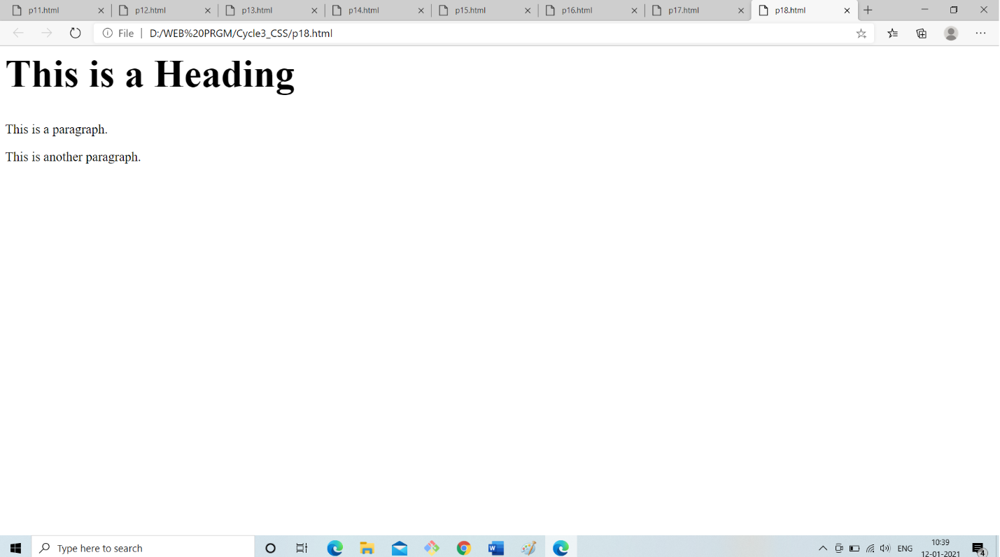 p11.html p12.html p13.html p14.html p15.html p16.html p17.html p18.html
File | D:/WEB%20PRGM/Cycle3_CSS/p18.html
This is a Heading
This is a paragraph.
This is another paragraph.
Type here to search
W
ENG
10:39
12-01-2021
4